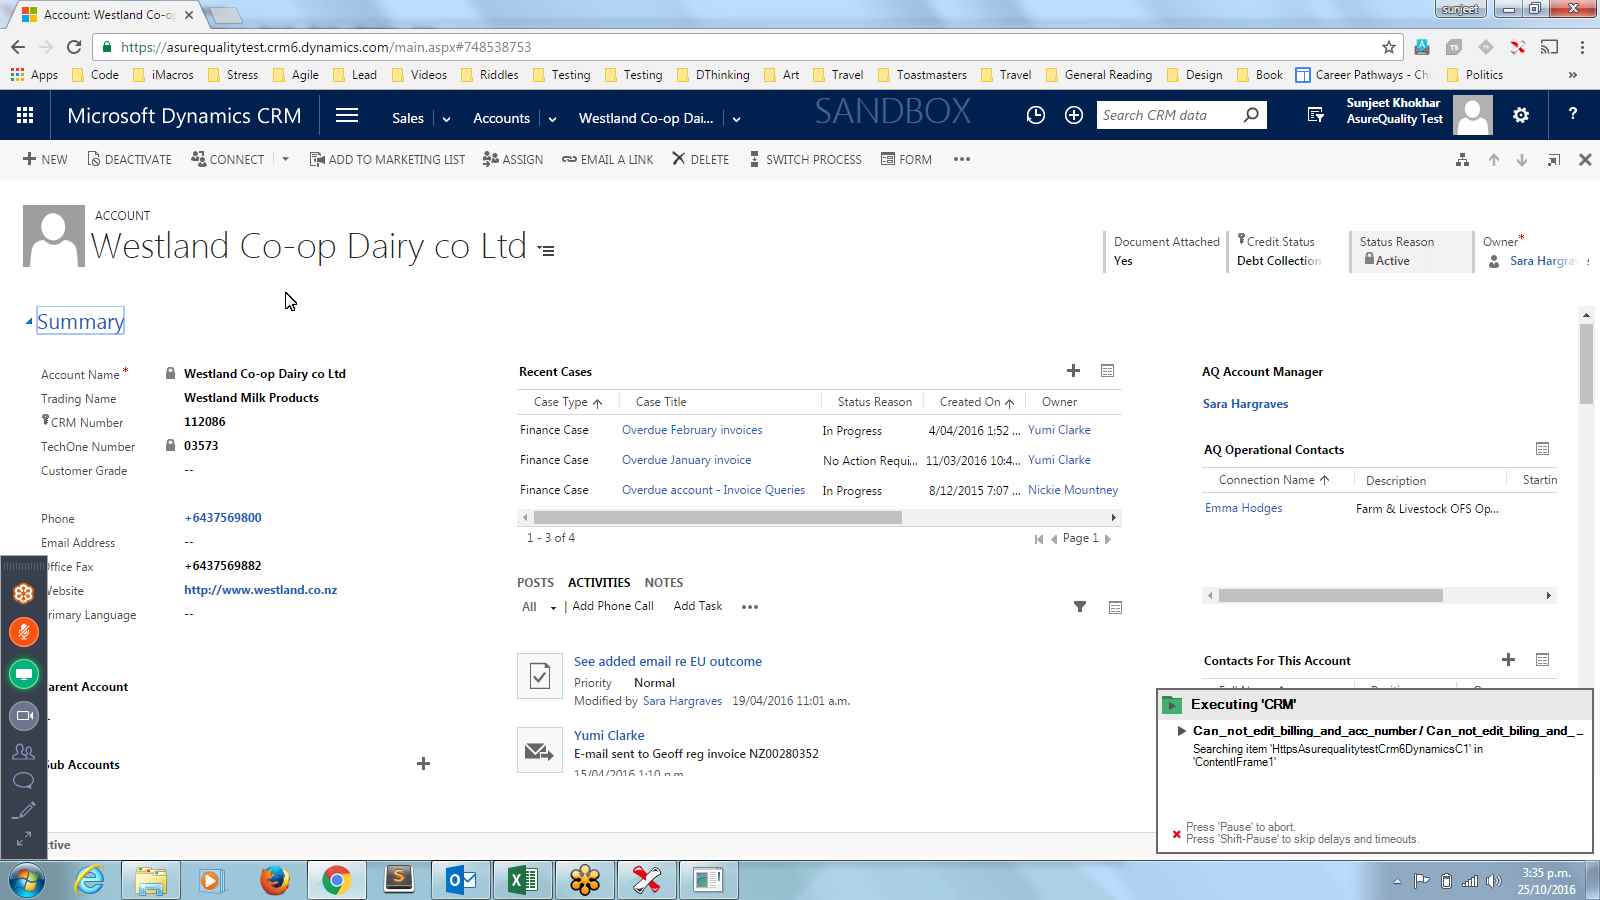 Account: Westland Co-o
sunjeet
https://asurequalitytest.crm6.dynamics.com/main.aspx#748538753
Apps Code iMacros Stress Agile Lead Videos Riddles Testing Testing DThinking Art Travel Toastmasters Travel General Reading Design Book Career Pathways - Ch Politics »
Microsoft Dynamics CRM Sales Accounts Westland Co-op Dai... SANDBOX Search CRM data Sunjeet Khokhar ?
AsureQuality Test
NEW DEACTIVATE CONNECT ADD TO MARKETING LIST ASSIGN EMAIL A LINK DELETE SWITCH PROCESS FORM •••
ACCOUNT
Westland Co-op Dairy co Ltd
Document Attached Credit Status Status Reason Owner*
Yes Debt Collection Active Sara Hargra
Summary
Account Name* Westland Co-op Dairy co Ltd
Trading Name Westland Milk Products
CRM Number 112086
TechOne Number 03573
Customer Grade --
Phone +6437569800
Email Address --
Office Fax +6437569882
Website http://www.westland.co.nz
Primary Language --
arent Account
-
Sub Accounts
Recent Cases
Case Type Case Title Status Reason Created On Owner
Finance Case Overdue February invoices In Progress 4/04/2016 1:52 ... Yumi Clarke
Finance Case Overdue January invoice No Action Requi... 11/03/2016 10:4... Yumi Clarke
Finance Case Overdue account - Invoice Queries In Progress 8/12/2015 7:07 ... Nickie Mountney
1 - 3 of 4 Page 1
POSTS ACTIVITIES NOTES
All | Add Phone Call Add Task •••
See added email re EU outcome
Priority Normal
Modified by Sara Hargraves 19/04/2016 11:01 a.m.
Yumi Clarke
E-mail sent to Geoff reg invoice NZ00280352
15/04/2016 1:10 p.m.
AQ Account Manager
Sara Hargraves
AQ Operational Contacts
Connection Name Description Startin
Emma Hodges Farm & Livestock OFS Op...
Contacts For This Account
Executing 'CRM'
Can_not_edit_billing_and_acc_number / Can_not_edit_biling_and_...
Searching item 'HttpsAsurequalitytestCrm6DynamicsC1' in
'ContentIFrame1'
Press 'Pause' to abort.
Press 'Shift-Pause' to skip delays and timeouts.
tive
3:35 p.m.
25/10/2016